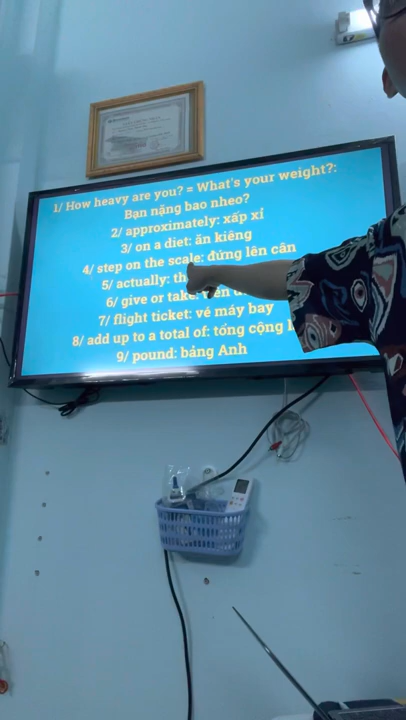 1/ How heavy are you? = What's your weight?:
Bạn nặng bao nheo?
2/ approximately: xấp xỉ
3/ on a diet: ăn kiêng
4/ step on the scale: đứng lên cân
5/ actually:
6/ give or take:
7/ flight ticket: vé máy bay
8/ add up to a total of: tổng cộng
9/ pound: bảng Anh